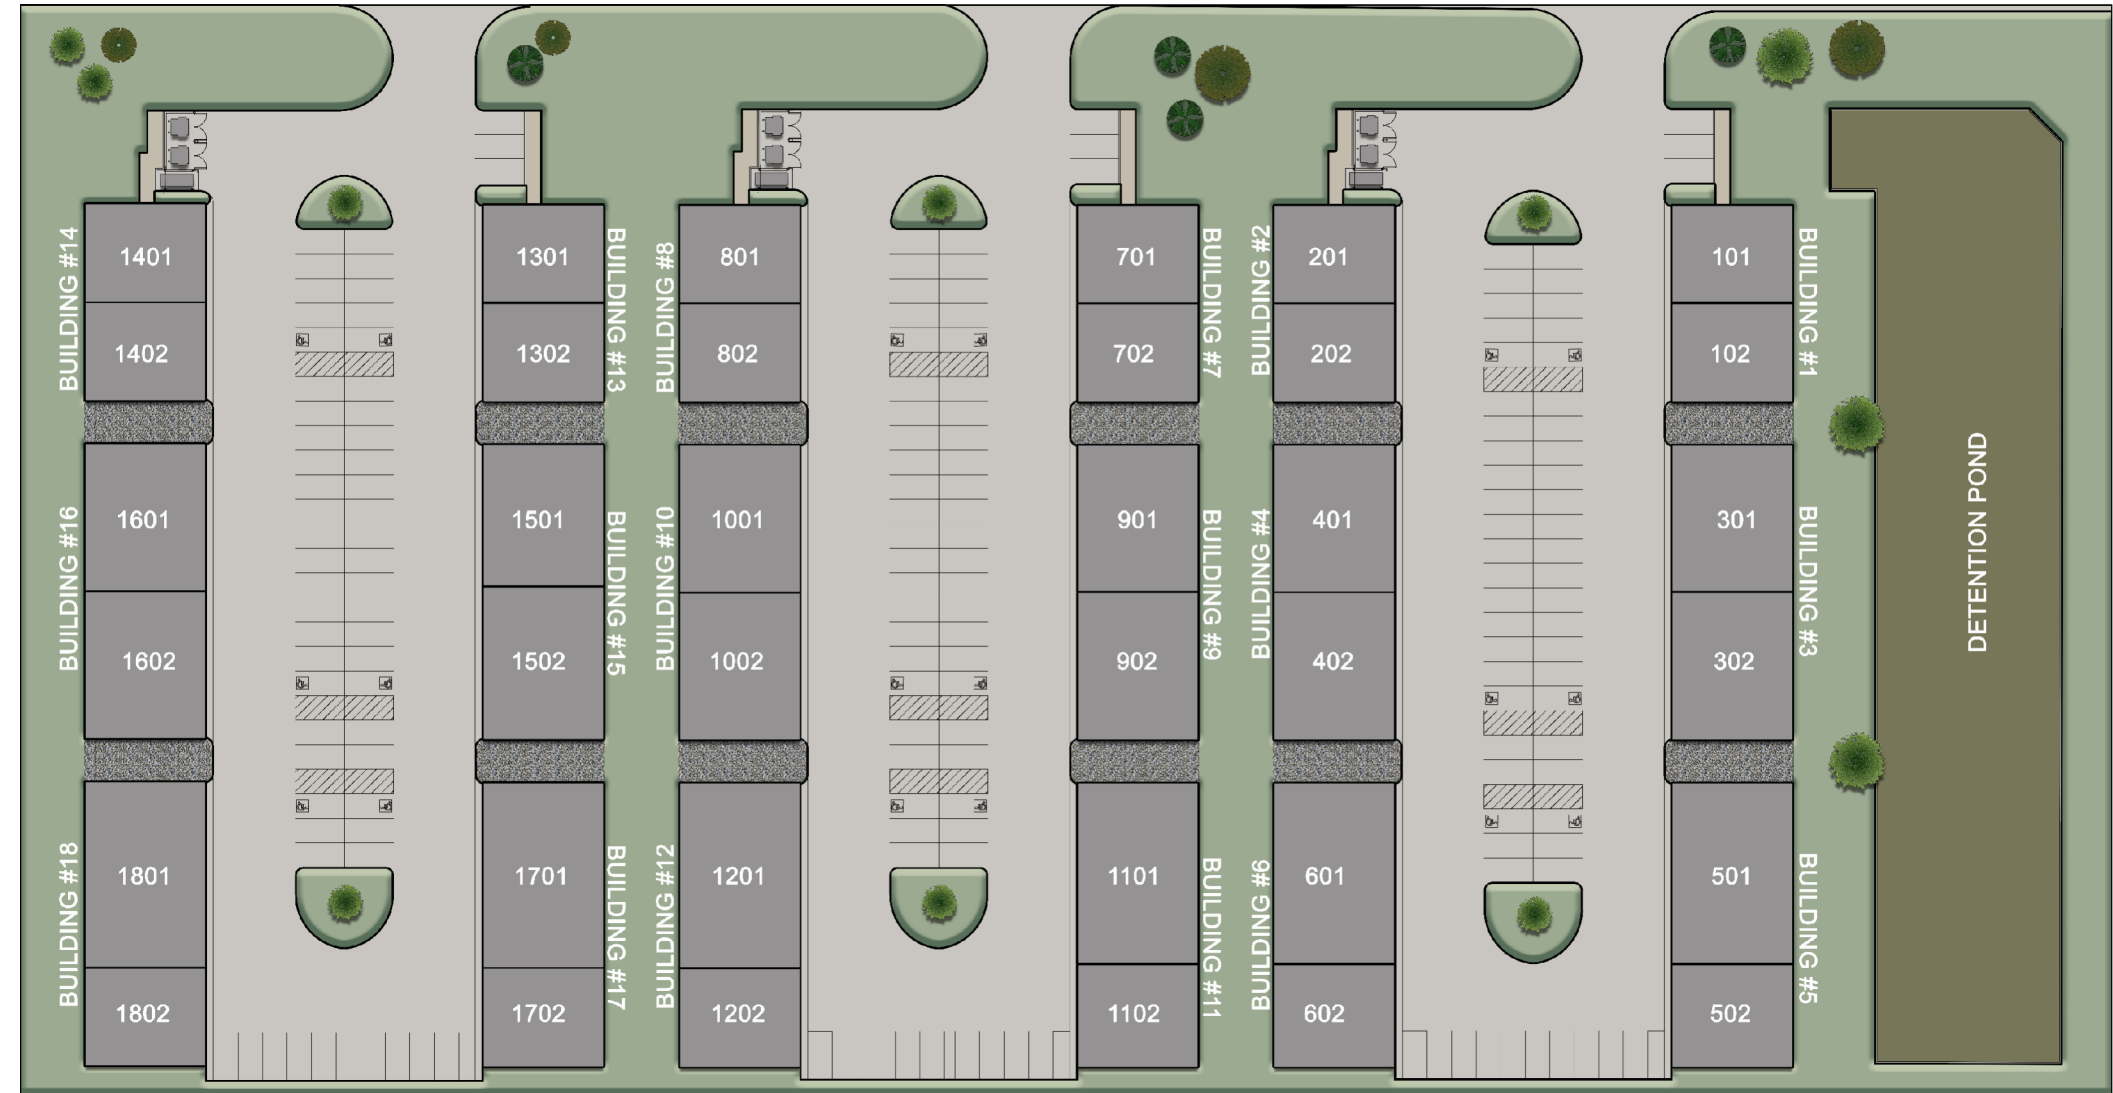 BUILDING #14
1401
1402
1301
1302
BUILDING #13
BUILDING #8
801
802
701
702
BUILDING #7
BUILDING #2
201
202
101
102
BUILDING #1
BUILDING #16
1601
1602
1501
1502
BUILDING #15
BUILDING #10
1001
1002
901
902
BUILDING #9
BUILDING #4
401
402
301
302
BUILDING #3
DETENTION POND
BUILDING #18
1801
1802
1701
1702
BUILDING #17
BUILDING #12
1201
1202
1101
1102
BUILDING #11
BUILDING #6
601
602
501
502
BUILDING #5